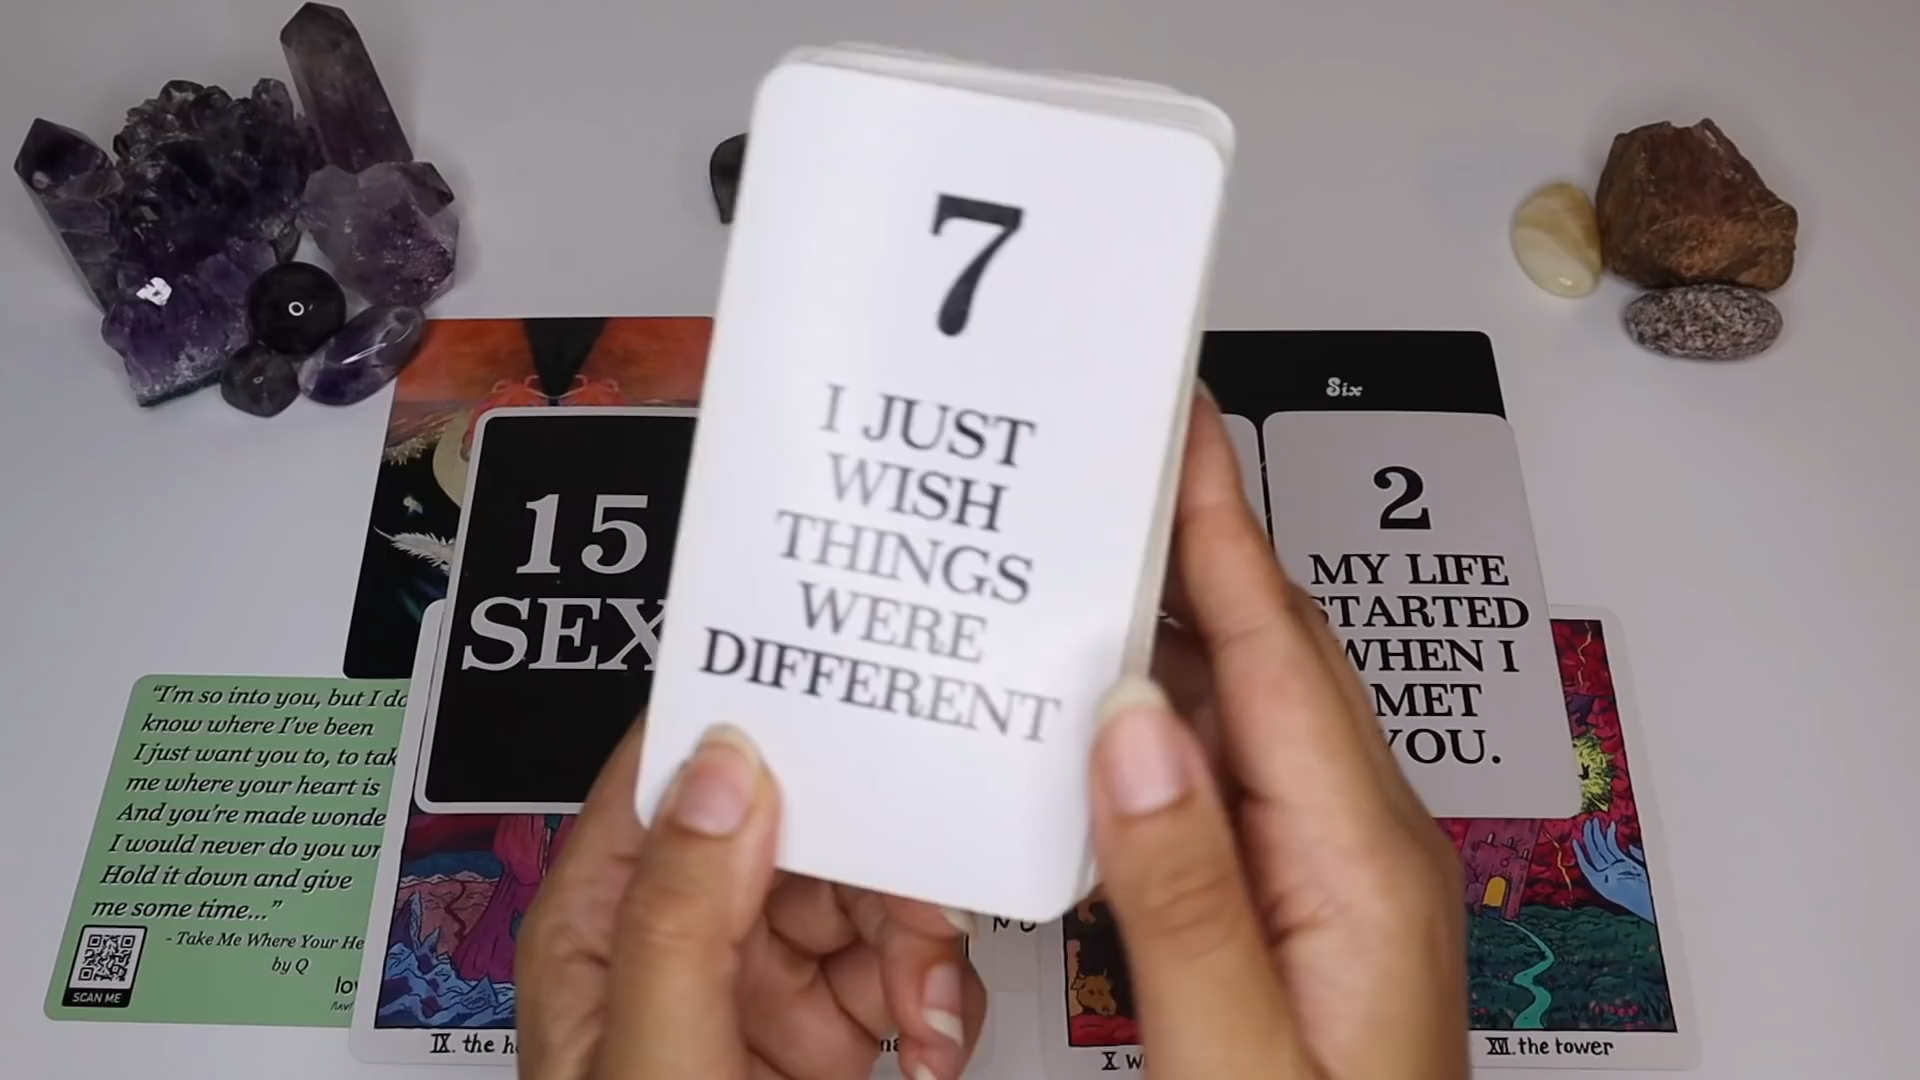 7
I JUST
WISH
THINGS
WERE
DIFFERENT
Six
15
SEX
2
MY LIFE
STARTED
WHEN I
MET
YOU.
"I'm so into you, but I do
know where I've been
I just want you to, to tak
me where your heart is
And you're made wonde
I would never do you wr
Hold it down and give
me some time..."
- Take Me Where Your He
by Q
SCAN ME
IX. the h
X w
XVI. the tower